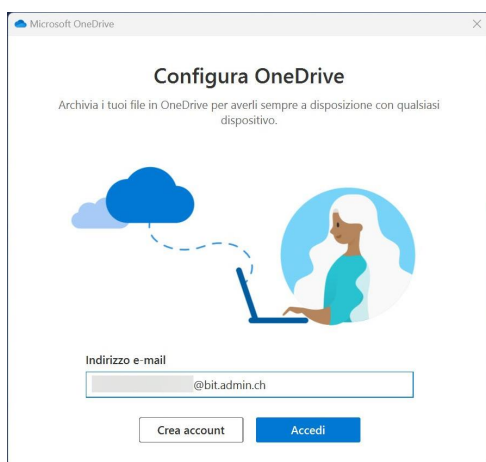 Microsoft OneDrive
Configura OneDrive
Archivia i tuoi file in OneDrive per averli sempre a disposizione con qualsiasi
dispositivo.
Indirizzo e-mail
@bit.admin.ch
Crea account
Accedi